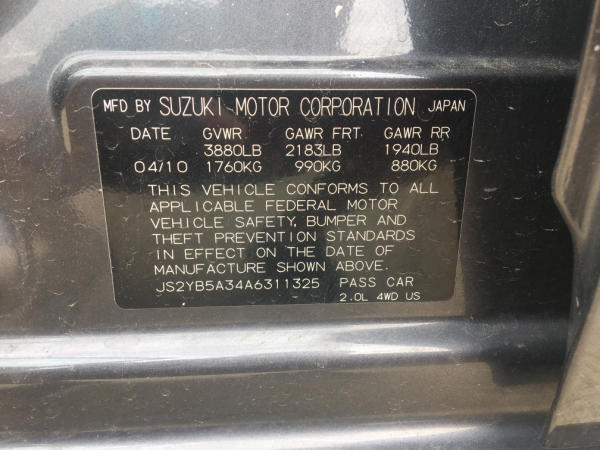 MFD BY SUZUKI MOTOR CORPORATION JAPAN
DATE GVWR GAWR FRT. GAWR RR
3880LB 2183LB 1940LB
04/10 1760KG 990KG 880KG
THIS VEHICLE CONFORMS TO ALL
APPLICABLE FEDERAL MOTOR
VEHICLE SAFETY, BUMPER AND
THEFT PREVENTION STANDARDS
IN EFFECT ON THE DATE OF
MANUFACTURE SHOWN ABOVE.
JS2YB5A34A6311325 PASS CAR
2.0L 4WD US